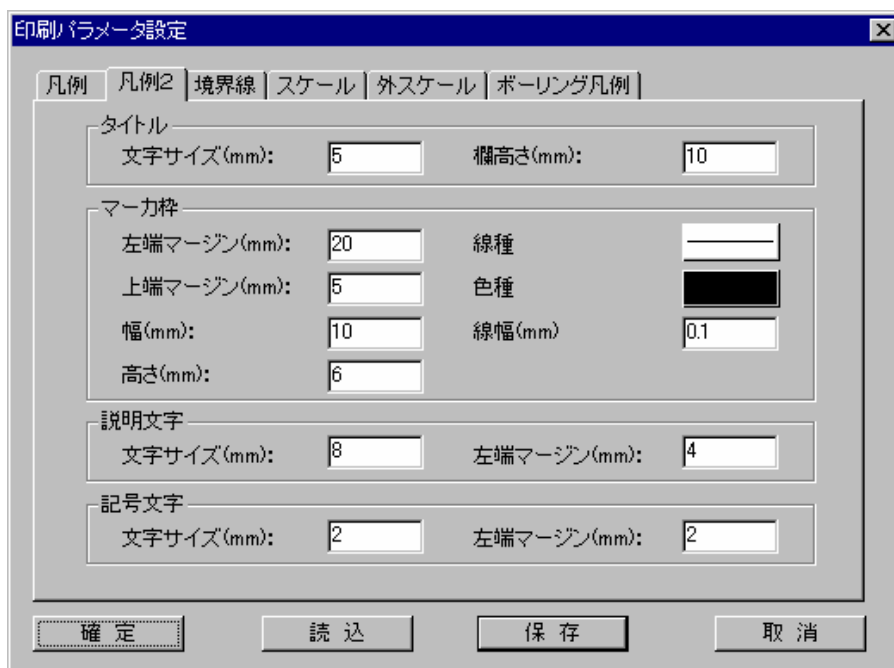 印刷パラメータ設定
凡例 凡例2 境界線 スケール 外スケール ボーリング凡例
タイトル
文字サイズ(mm): 5 欄高さ(mm): 10
マーカ枠
左端マージン(mm): 20 線種
上端マージン(mm): 5 色種
幅(mm): 10 線幅(mm) 0.1
高さ(mm): 6
説明文字
文字サイズ(mm): 8 左端マージン(mm): 4
記号文字
文字サイズ(mm): 2 左端マージン(mm): 2
確 定 読 込 保 存 取 消